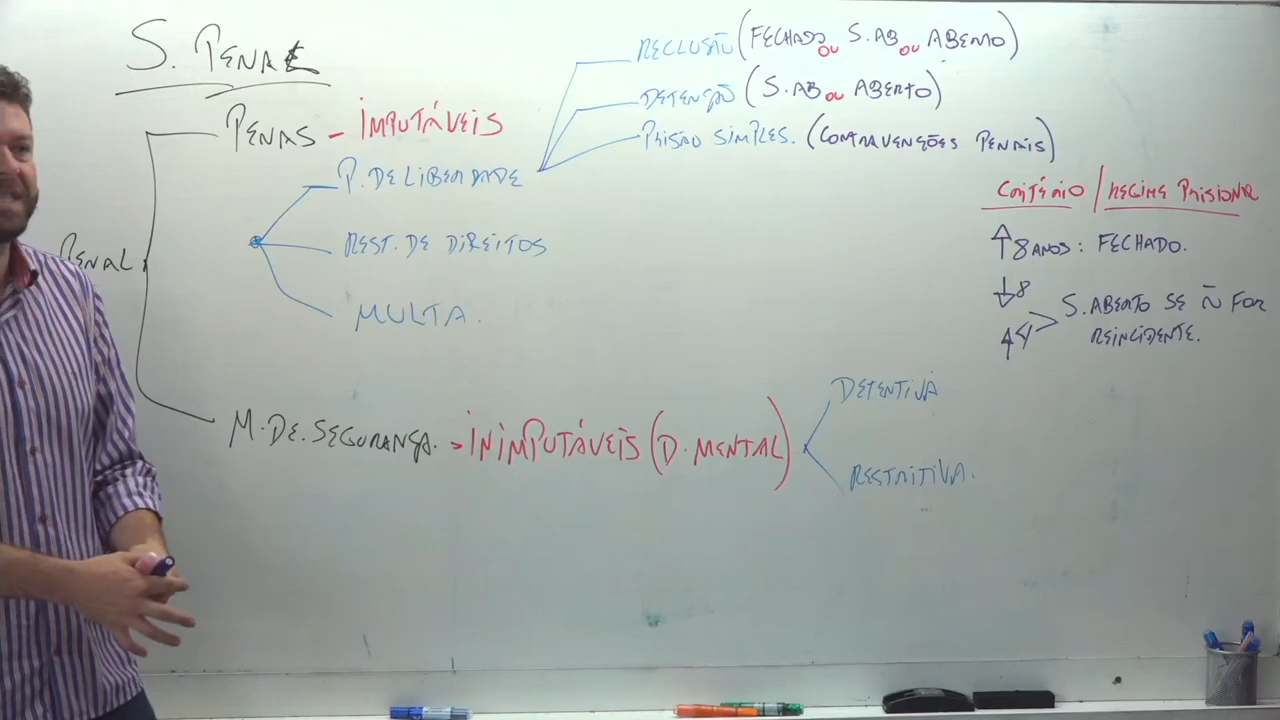 S. PENAL
PENAL
PENAS - IMPUTÁVEIS
P. DE LIBERDADE
RECLUSÃO (FECHADO OU S.AB OU ABERTO)
DETENÇÃO (S.AB OU ABERTO)
PRISÃO SIMPLES. (CONTRAVENÇÕES PENAIS)
REST. DE DIREITOS
MULTA.
CRITÉRIO / REGIME PRISIONAL
↑ 8 ANOS: FECHADO.
↓ 8
↑ 4 > S. ABERTO SE Ñ FOR
REINCIDENTE.
M. DE. SEGURANÇA. > INIMPUTÁVEIS (D. MENTAL)
DETENTIVA
RESTRITIVA.